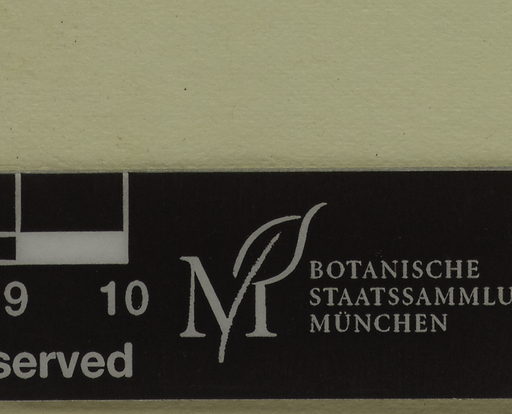 9 10
served
BOTANISCHE
STAATSSAMMLU
MÜNCHEN